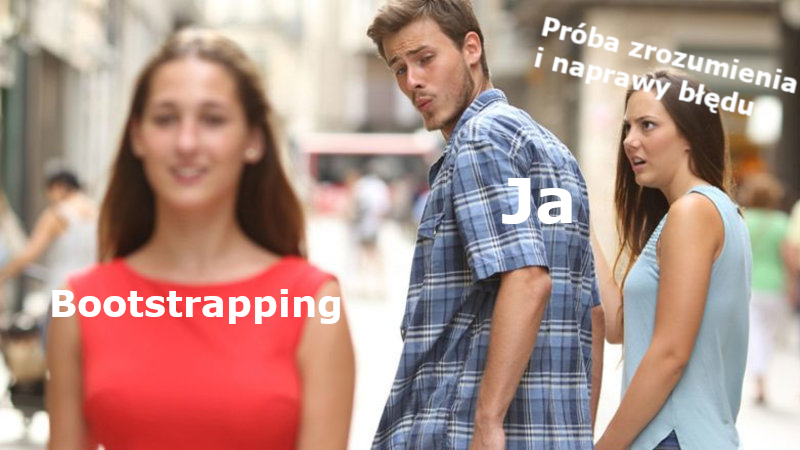 Próba zrozumienia
i naprawy błędu
Ja
Bootstrapping